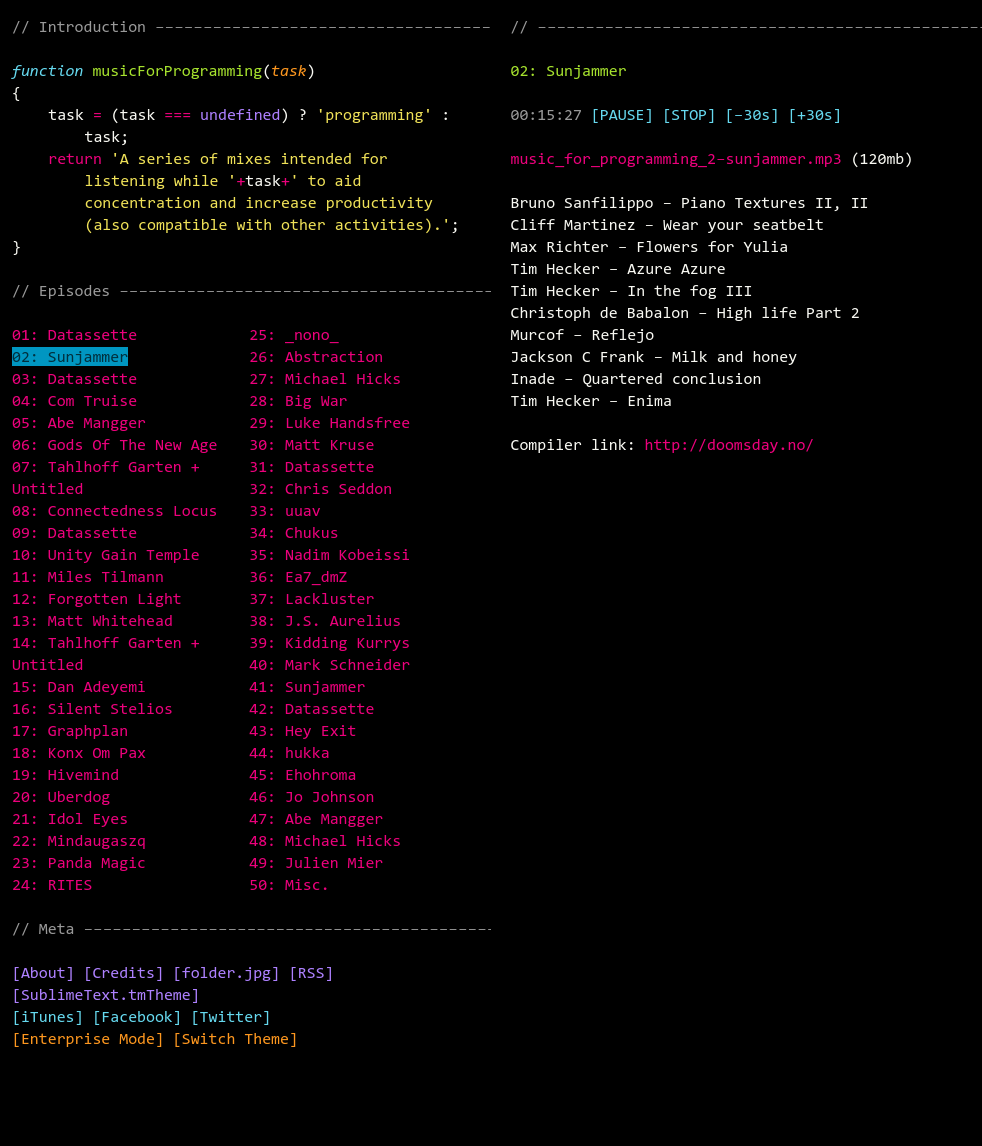 // Introduction -------------------------------------
function musicForProgramming(task)
{
    task = (task === undefined) ? 'programming' :
        task;
    return 'A series of mixes intended for
        listening while '+task+' to aid
        concentration and increase productivity
        (also compatible with other activities).';
}
// Episodes -----------------------------------------
01: Datassette
02: Sunjammer
03: Datassette
04: Com Truise
05: Abe Mangger
06: Gods Of The New Age
07: Tahlhoff Garten +
Untitled
08: Connectedness Locus
09: Datassette
10: Unity Gain Temple
11: Miles Tilmann
12: Forgotten Light
13: Matt Whitehead
14: Tahlhoff Garten +
Untitled
15: Dan Adeyemi
16: Silent Stelios
17: Graphplan
18: Konx Om Pax
19: Hivemind
20: Uberdog
21: Idol Eyes
22: Mindaugaszq
23: Panda Magic
24: RITES
25: _nono_
26: Abstraction
27: Michael Hicks
28: Big War
29: Luke Handsfree
30: Matt Kruse
31: Datassette
32: Chris Seddon
33: uuav
34: Chukus
35: Nadim Kobeissi
36: Ea7_dmZ
37: Lackluster
38: J.S. Aurelius
39: Kidding Kurrys
40: Mark Schneider
41: Sunjammer
42: Datassette
43: Hey Exit
44: hukka
45: Ehohroma
46: Jo Johnson
47: Abe Mangger
48: Michael Hicks
49: Julien Mier
50: Misc.
// Meta ---------------------------------------------
[About] [Credits] [folder.jpg] [RSS]
[SublimeText.tmTheme]
[iTunes] [Facebook] [Twitter]
[Enterprise Mode] [Switch Theme]
// -------------------------------------------------
02: Sunjammer
00:15:27 [PAUSE] [STOP] [-30s] [+30s]
music_for_programming_2-sunjammer.mp3 (120mb)
Bruno Sanfilippo – Piano Textures II, II
Cliff Martinez – Wear your seatbelt
Max Richter – Flowers for Yulia
Tim Hecker – Azure Azure
Tim Hecker – In the fog III
Christoph de Babalon – High life Part 2
Murcof – Reflejo
Jackson C Frank – Milk and honey
Inade – Quartered conclusion
Tim Hecker – Enima
Compiler link: http://doomsday.no/